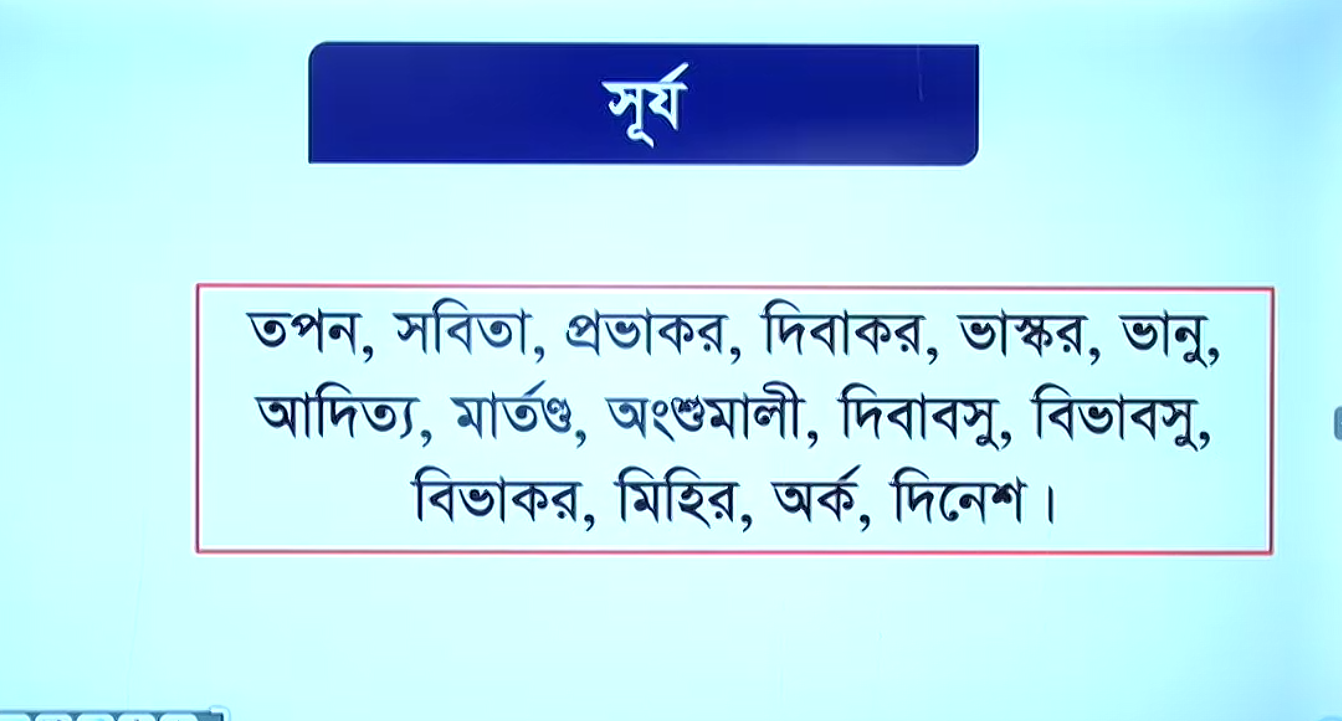 সূর্য
তপন, সবিতা, প্রভাকর, দিবাকর, ভাস্কর, ভানু,
আদিত্য, মার্তণ্ড, অংশুমালী, দিবাবসু, বিভাবসু,
বিভাকর, মিহির, অর্ক, দিনেশ।